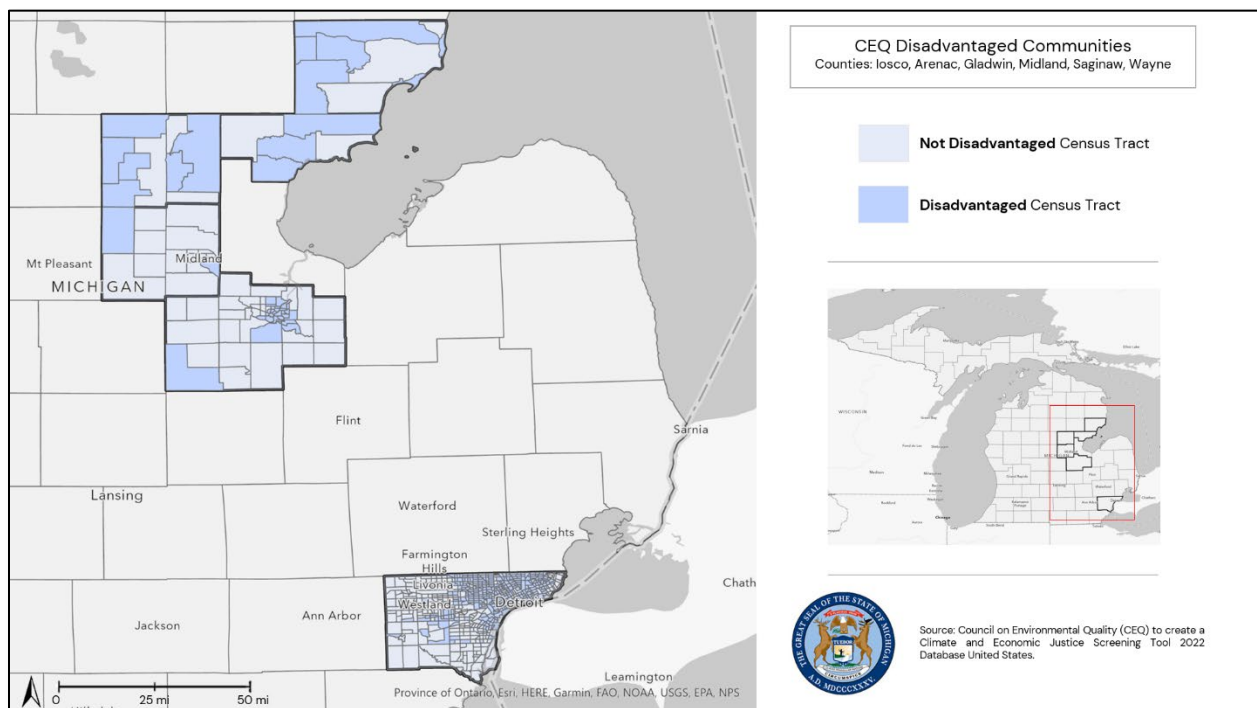 Mt Pleasant
MICHIGAN
Midland
Flint
Sarnia
Lansing
Waterford
Sterling Heights
Farmington
Hills
Livonia
Westland
Detroit
Chath
Ann Arbor
Jackson
Leamington
0 25 mi 50 mi
Province of Ontario, Esri, HERE, Garmin, FAO, NOAA, USGS, EPA, NPS
CEQ Disadvantaged Communities
Counties: Iosco, Arenac, Gladwin, Midland, Saginaw, Wayne
Not Disadvantaged Census Tract
Disadvantaged Census Tract
WISCONSIN
MICHIGAN
Chicago
THE GREAT SEAL OF THE STATE OF MICHIGAN
TUEBOR
CIRCUMSPICE
A.D. MDCCCXXXV.
Source: Council on Environmental Quality (CEQ) to create a
Climate and Economic Justice Screening Tool 2022
Database United States.